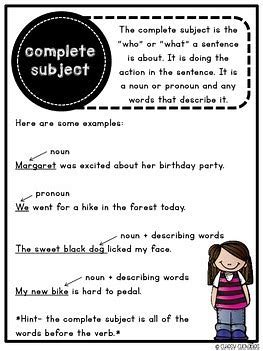 complete
subject
The complete subject is the
"who" or "what" a sentence
is about. It is doing the
action in the sentence. It is
a noun or pronoun and any
words that describe it.
Here are some examples:
noun
Margaret was excited about her birthday party.
pronoun
We went for a hike in the forest today.
noun + describing words
The sweet black dog licked my face.
noun + describing words
My new bike is hard to pedal.
*Hint- the complete subject is all of
the words before the verb.*